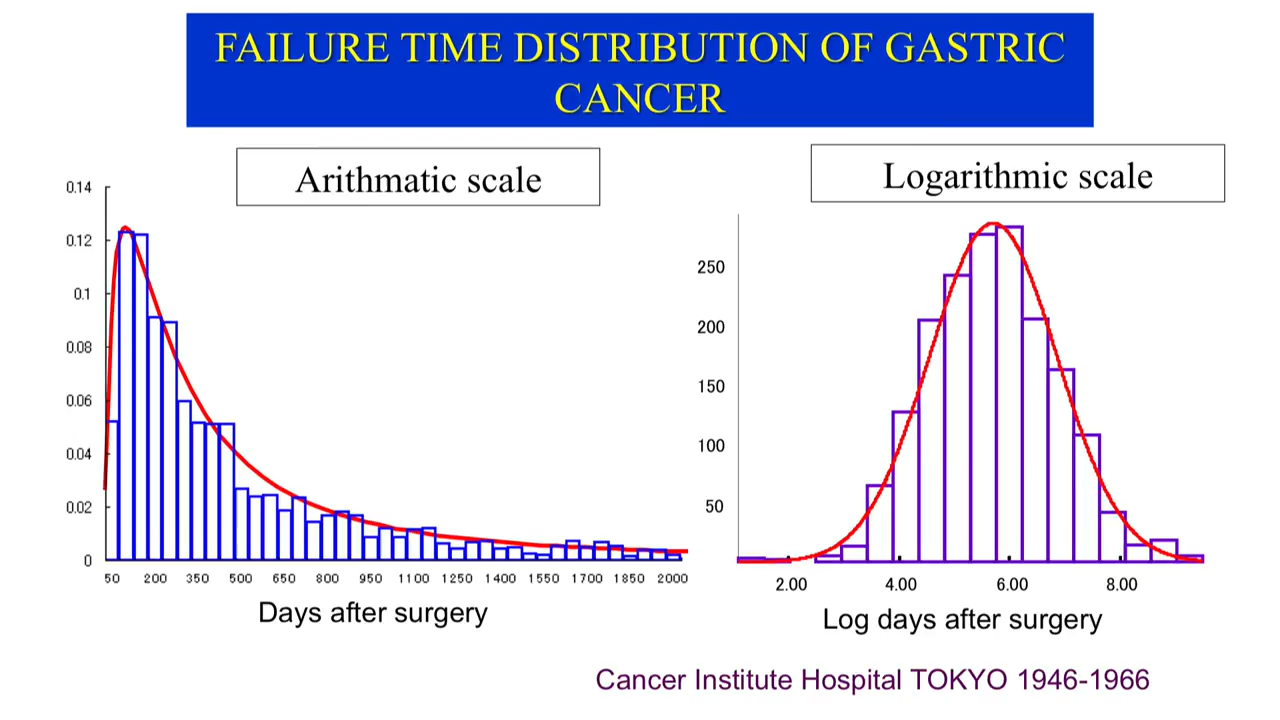 FAILURE TIME DISTRIBUTION OF GASTRIC
CANCER
Arithmatic scale
0.14
0.12
0.1
0.08
0.06
0.04
0.02
0
50 200 350 500 650 800 950 1100 1250 1400 1550 1700 1850 2000
Days after surgery
Logarithmic scale
250
200
150
100
50
2.00 4.00 6.00 8.00
Log days after surgery
Cancer Institute Hospital TOKYO 1946-1966